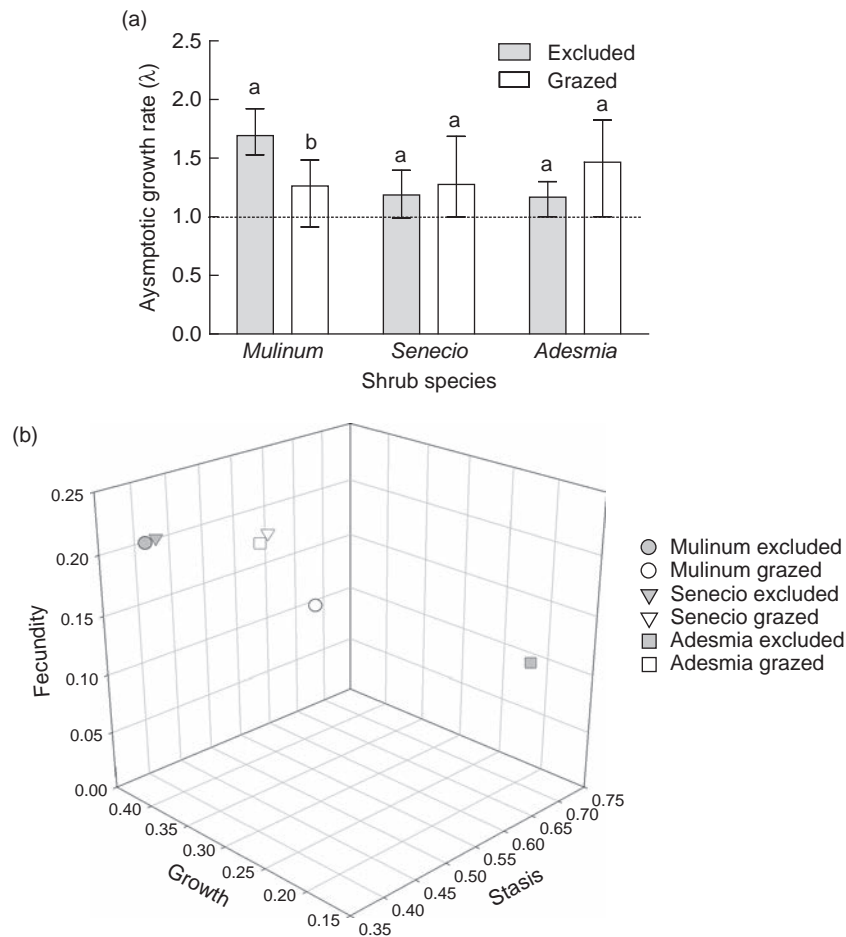 (a)
2.5
2.0
1.5
1.0
0.5
0.0
Aysmptotic growth rate (λ)
Excluded
Grazed
a
b
a
a
a
a
Mulinum
Senecio
Adesmia
Shrub species
(b)
0.25
0.20
0.15
0.10
0.05
0.00
Fecundity
0.40
0.35
0.30
0.25
0.20
0.15
Growth
0.35
0.40
0.45
0.50
0.55
0.60
0.65
0.70
0.75
Stasis
Mulinum excluded
Mulinum grazed
Senecio excluded
Senecio grazed
Adesmia excluded
Adesmia grazed